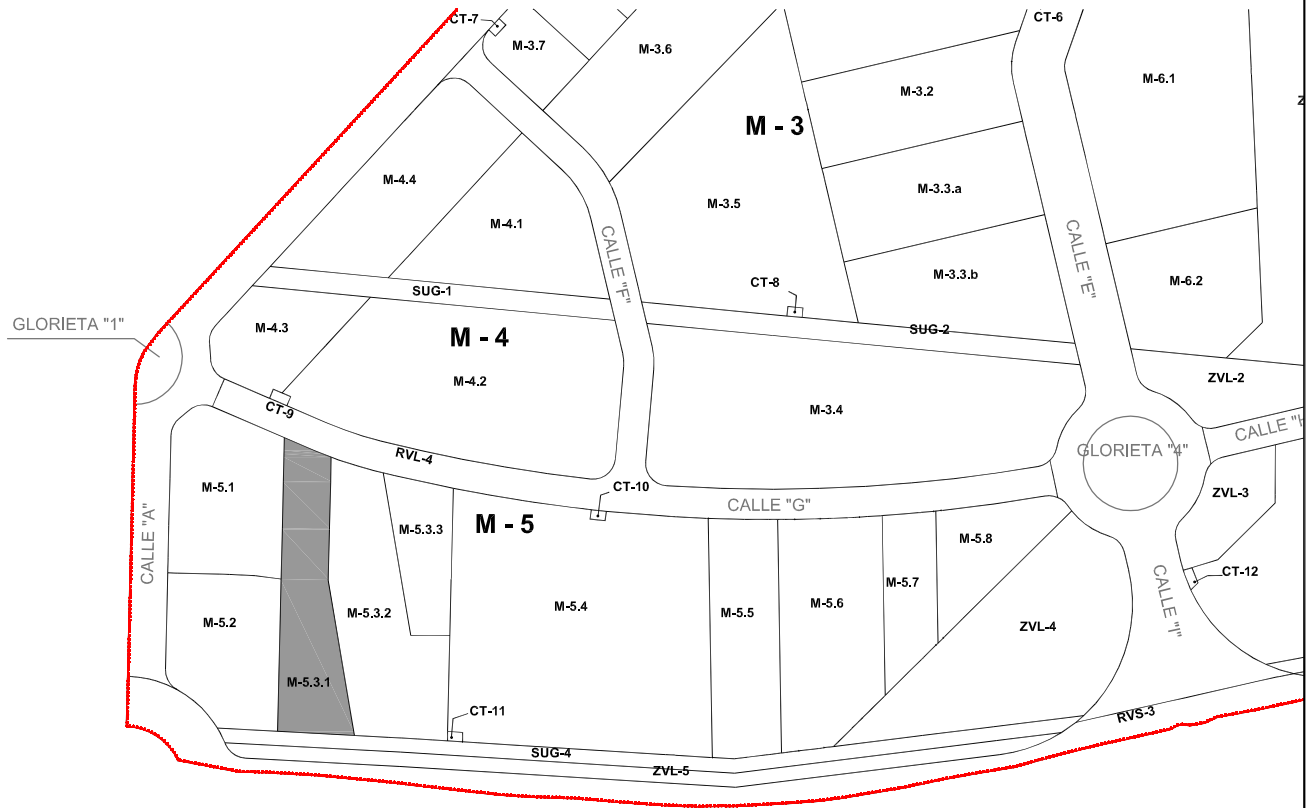 CT-7
CT-6
M-3.7
M-3.6
M-6.1
M-3.2
Z
M - 3
M-4.4
M-3.3.a
M-3.5
M-4.1
CALLE "F"
CALLE "E"
M-3.3.b
M-6.2
CT-8
SUG-1
GLORIETA "1"
M-4.3
M - 4
SUG-2
M-4.2
ZVL-2
CT-9
M-3.4
CALLE "H
RVL-4
GLORIETA "4"
M-5.1
CT-10
ZVL-3
CALLE "G"
M-5.3.3
M - 5
M-5.8
CALLE "A"
M-5.7
CT-12
M-5.2
M-5.3.2
M-5.4
M-5.5
M-5.6
CALLE "I"
ZVL-4
M-5.3.1
CT-11
RVS-3
SUG-4
ZVL-5